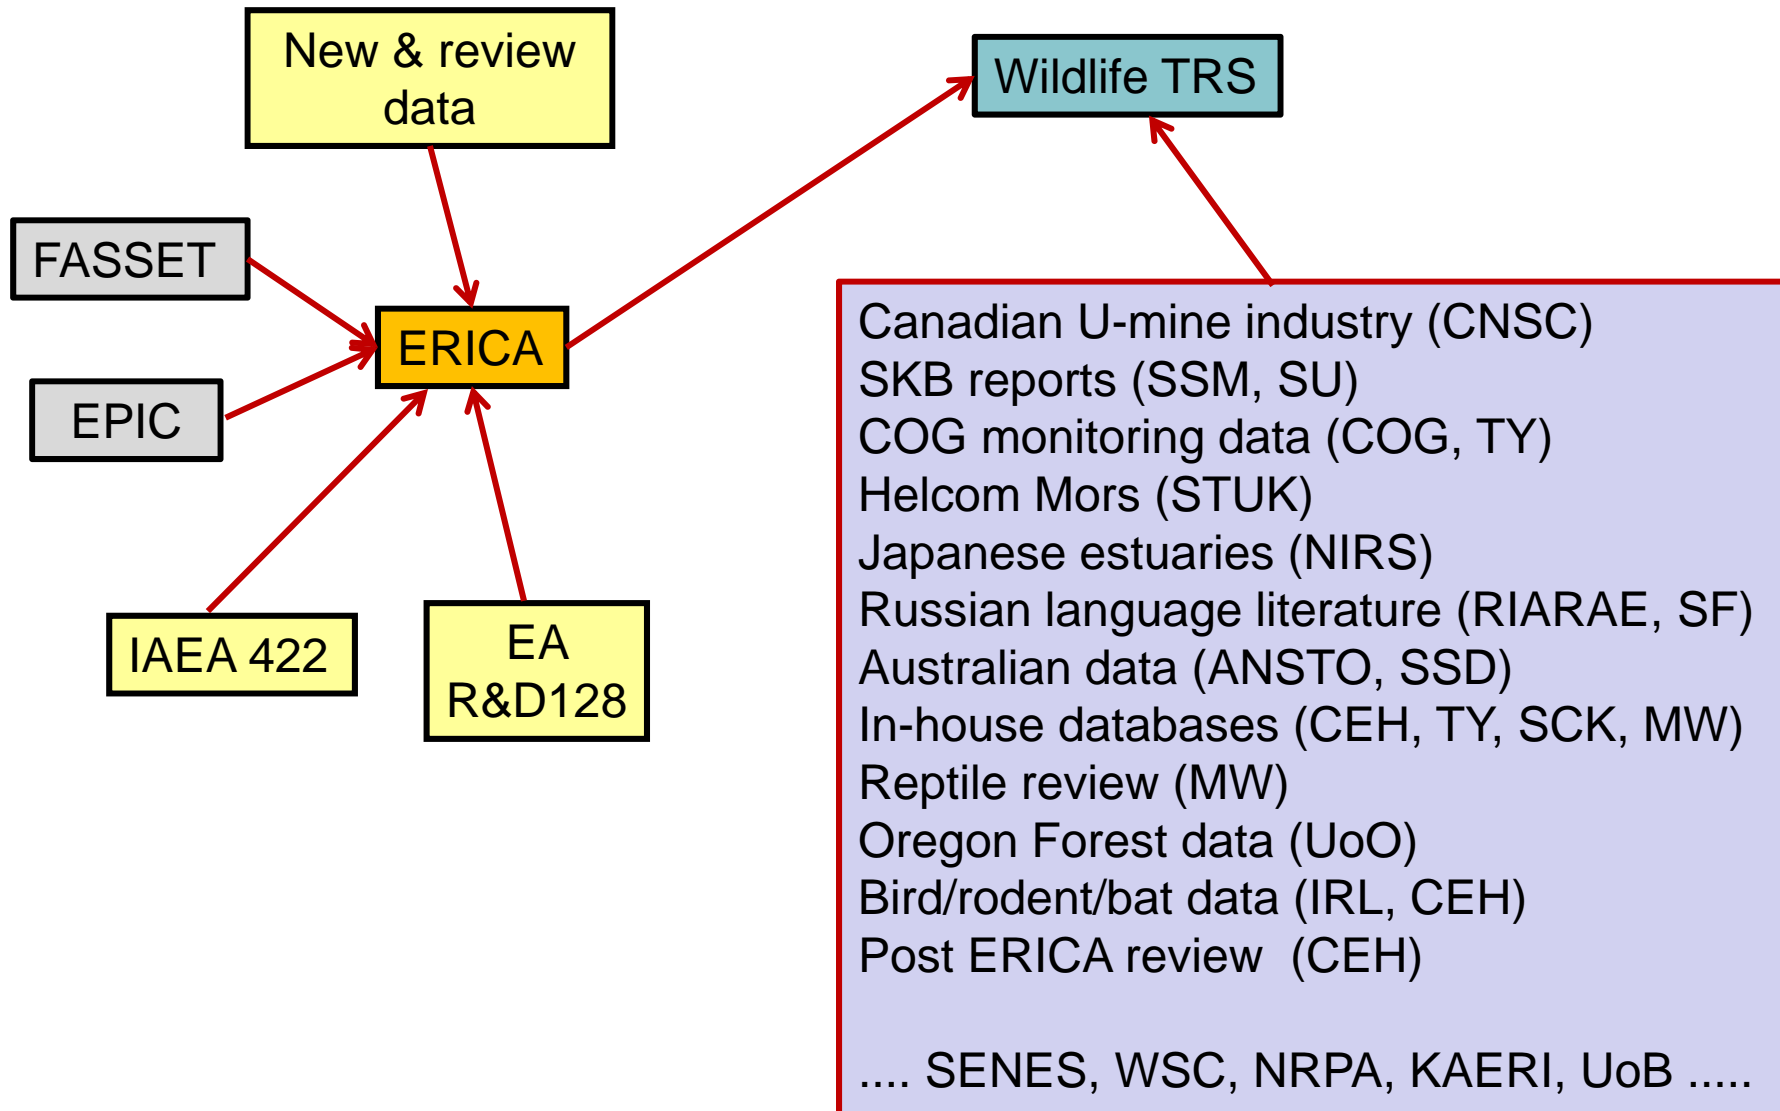 New & review
data
Wildlife TRS
FASSET
ERICA
EPIC
IAEA 422
EA
R&D128
Canadian U-mine industry (CNSC)
SKB reports (SSM, SU)
COG monitoring data (COG, TY)
Helcom Mors (STUK)
Japanese estuaries (NIRS)
Russian language literature (RIARAE, SF)
Australian data (ANSTO, SSD)
In-house databases (CEH, TY, SCK, MW)
Reptile review (MW)
Oregon Forest data (UoO)
Bird/rodent/bat data (IRL, CEH)
Post ERICA review  (CEH)
.... SENES, WSC, NRPA, KAERI, UoB .....